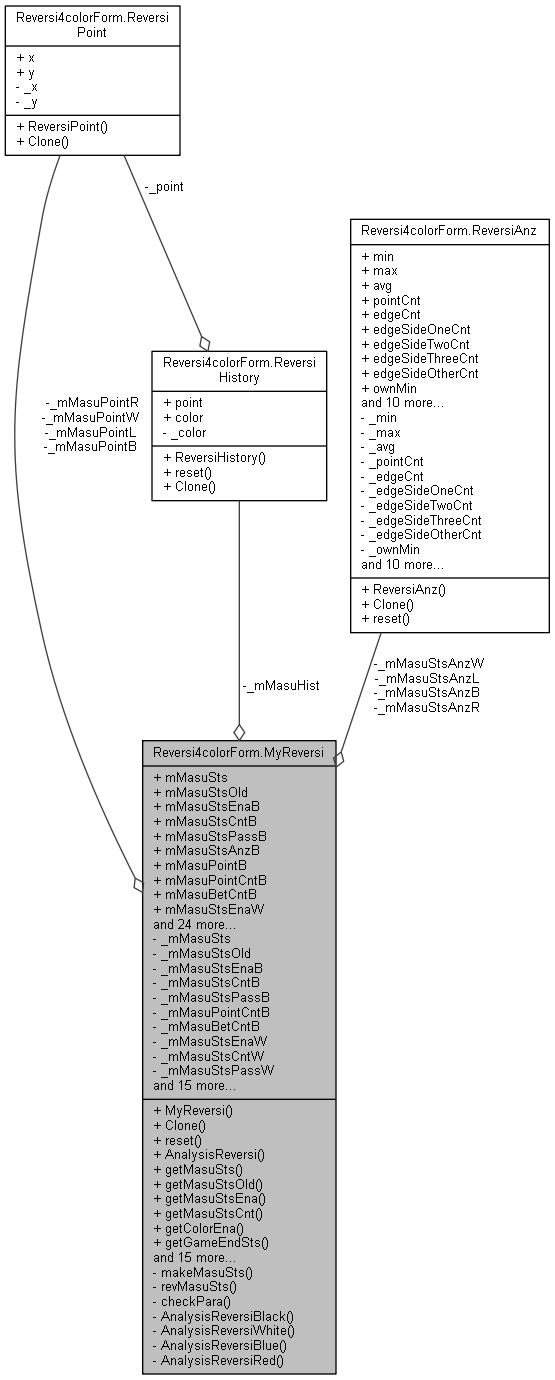 Reversi4colorForm.Reversi
Point
+ x
+ y
- _x
- _y
+ ReversiPoint()
+ Clone()
-_point
Reversi4colorForm.ReversiAnz
+ min
+ max
+ avg
+ pointCnt
+ edgeCnt
+ edgeSideOneCnt
+ edgeSideTwoCnt
+ edgeSideThreeCnt
+ edgeSideOtherCnt
+ ownMin
and 10 more...
- _min
- _max
- _avg
- _pointCnt
- _edgeCnt
- _edgeSideOneCnt
- _edgeSideTwoCnt
- _edgeSideThreeCnt
- _edgeSideOtherCnt
- _ownMin
and 10 more...
+ ReversiAnz()
+ Clone()
+ reset()
Reversi4colorForm.Reversi
History
+ point
+ color
- _color
+ ReversiHistory()
+ reset()
+ Clone()
-_mMasuPointR
-_mMasuPointW
-_mMasuPointL
-_mMasuPointB
-_mMasuHist
-_mMasuStsAnzW
-_mMasuStsAnzL
-_mMasuStsAnzB
-_mMasuStsAnzR
Reversi4colorForm.MyReversi
+ mMasuSts
+ mMasuStsOld
+ mMasuStsEnaB
+ mMasuStsCntB
+ mMasuStsPassB
+ mMasuStsAnzB
+ mMasuPointB
+ mMasuPointCntB
+ mMasuBetCntB
+ mMasuStsEnaW
and 24 more...
- _mMasuSts
- _mMasuStsOld
- _mMasuStsEnaB
- _mMasuStsCntB
- _mMasuStsPassB
- _mMasuPointCntB
- _mMasuBetCntB
- _mMasuStsEnaW
- _mMasuStsCntW
- _mMasuStsPassW
and 15 more...
+ MyReversi()
+ Clone()
+ reset()
+ AnalysisReversi()
+ getMasuSts()
+ getMasuStsOld()
+ getMasuStsEna()
+ getMasuStsCnt()
+ getColorEna()
+ getGameEndSts()
and 15 more...
- makeMasuSts()
- revMasuSts()
- checkPara()
- AnalysisReversiBlack()
- AnalysisReversiWhite()
- AnalysisReversiBlue()
- AnalysisReversiRed()